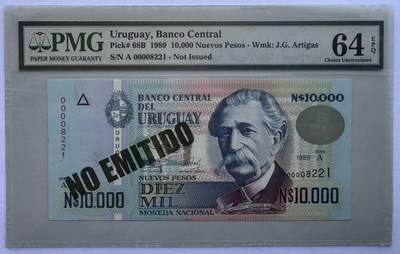 PMG
PAPER MONEY GUARANTY
Uruguay, Banco Central
Pick# 68B 1989 10,000 Nuevos Pesos - Wmk: J.G. Artigas
S/N A 00008221 - Not Issued
64 EPQ
Choice Uncirculated
BANCO CENTRAL
DEL
URUGUAY
N$10.000
00008221
URUGUAY
NO EMITIDO
SERIE
1989 A
00008221
NUEVOS PESOS
DIEZ
MIL
MONEDA NACIONAL
A
N$10.000
N$10.000